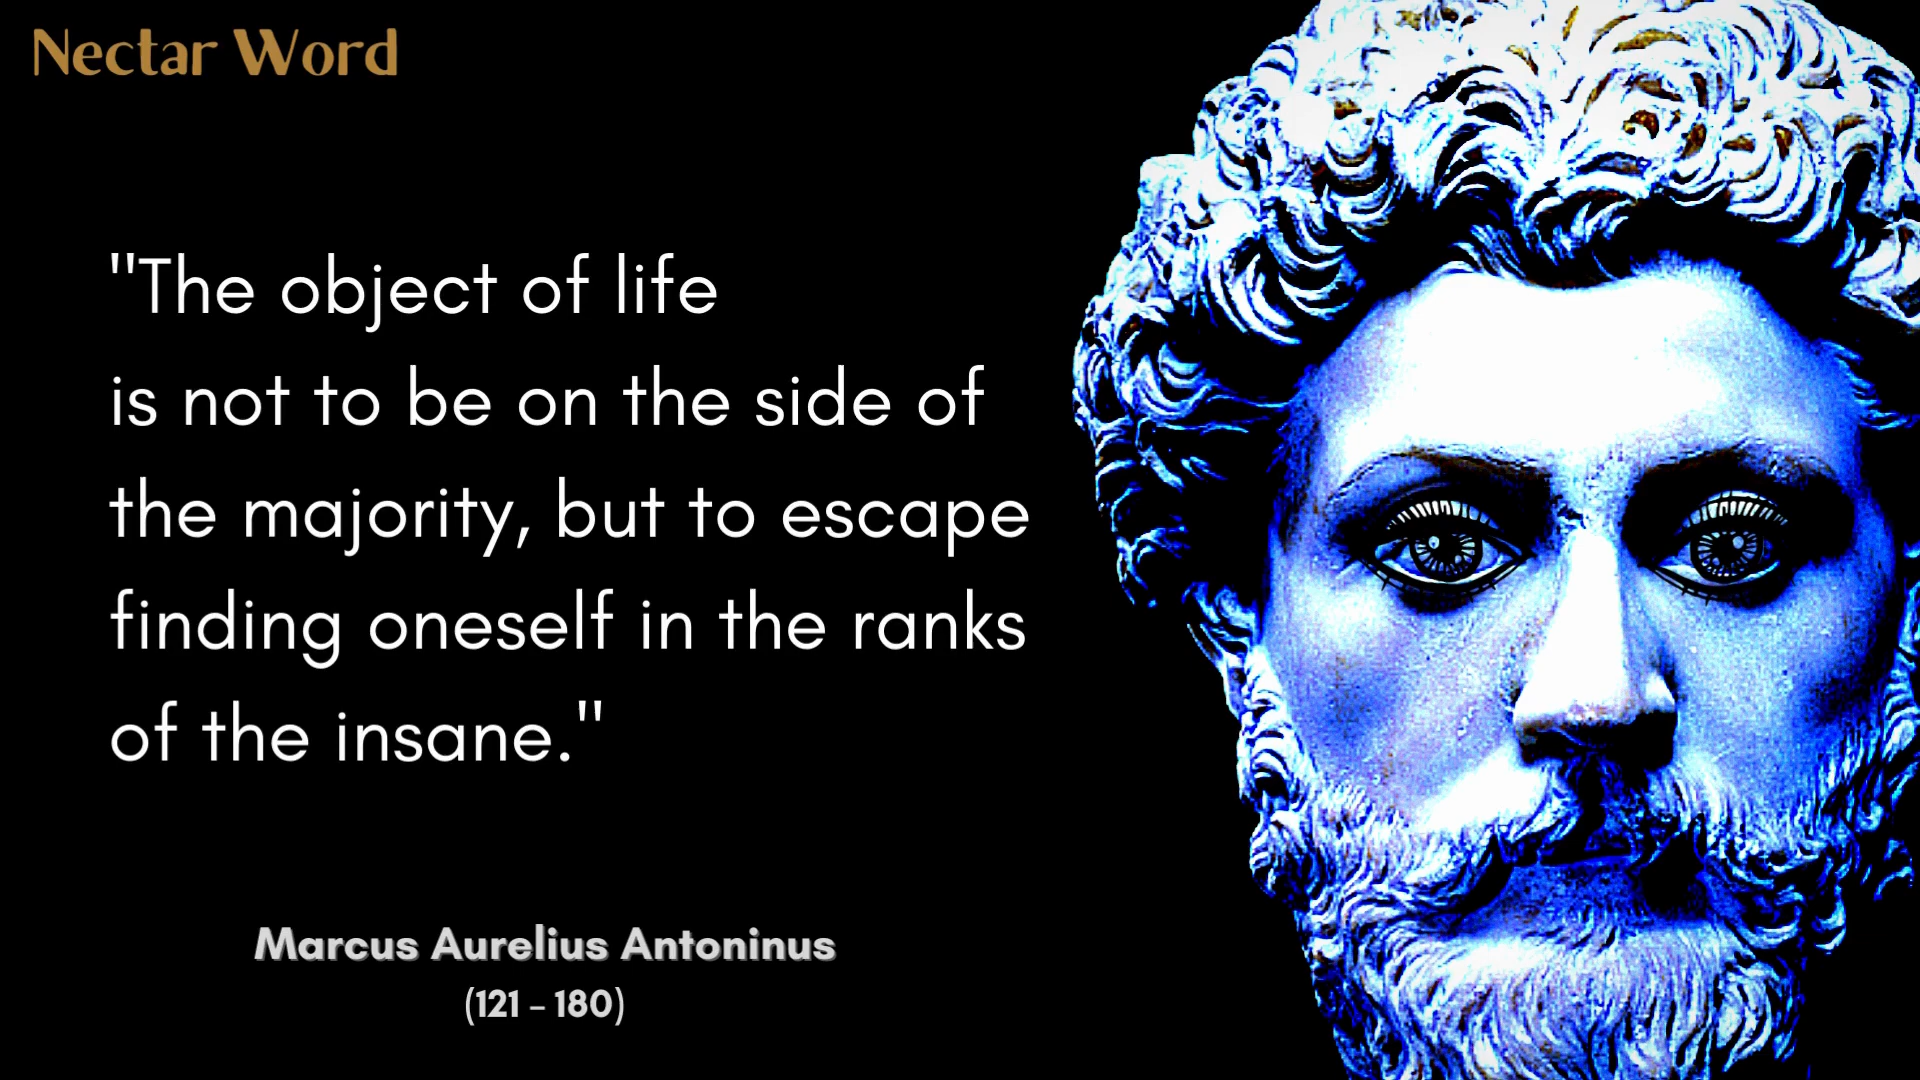 Nectar Word
"The object of life
is not to be on the side of
the majority, but to escape
finding oneself in the ranks
of the insane."
Marcus Aurelius Antoninus
(121 – 180)